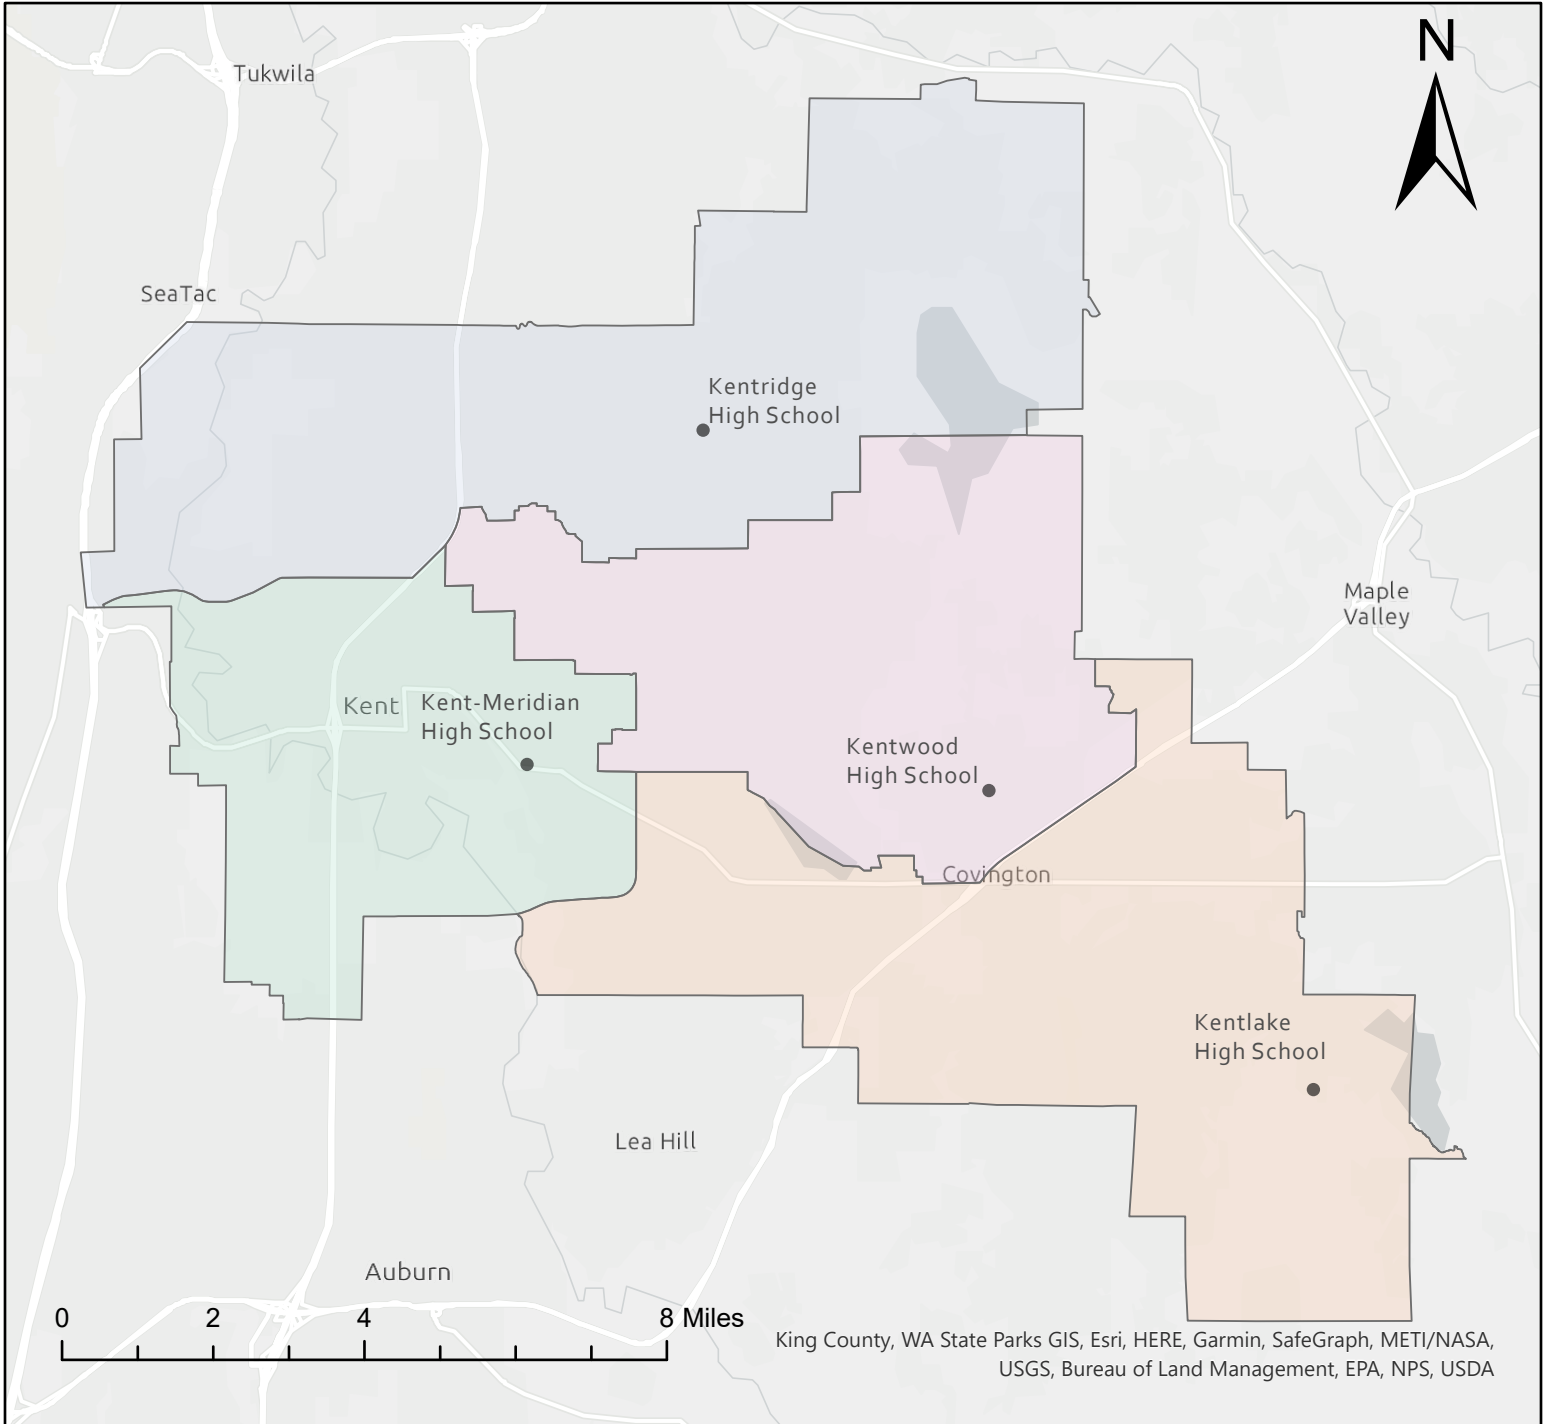 N
Tukwila
SeaTac
Kentridge
High School
Maple
Valley
Kent
Kent-Meridian
High School
Kentwood
High School
Covington
Kentlake
High School
Lea Hill
Auburn
0 2 4 8 Miles
King County, WA State Parks GIS, Esri, HERE, Garmin, SafeGraph, METI/NASA,
USGS, Bureau of Land Management, EPA, NPS, USDA